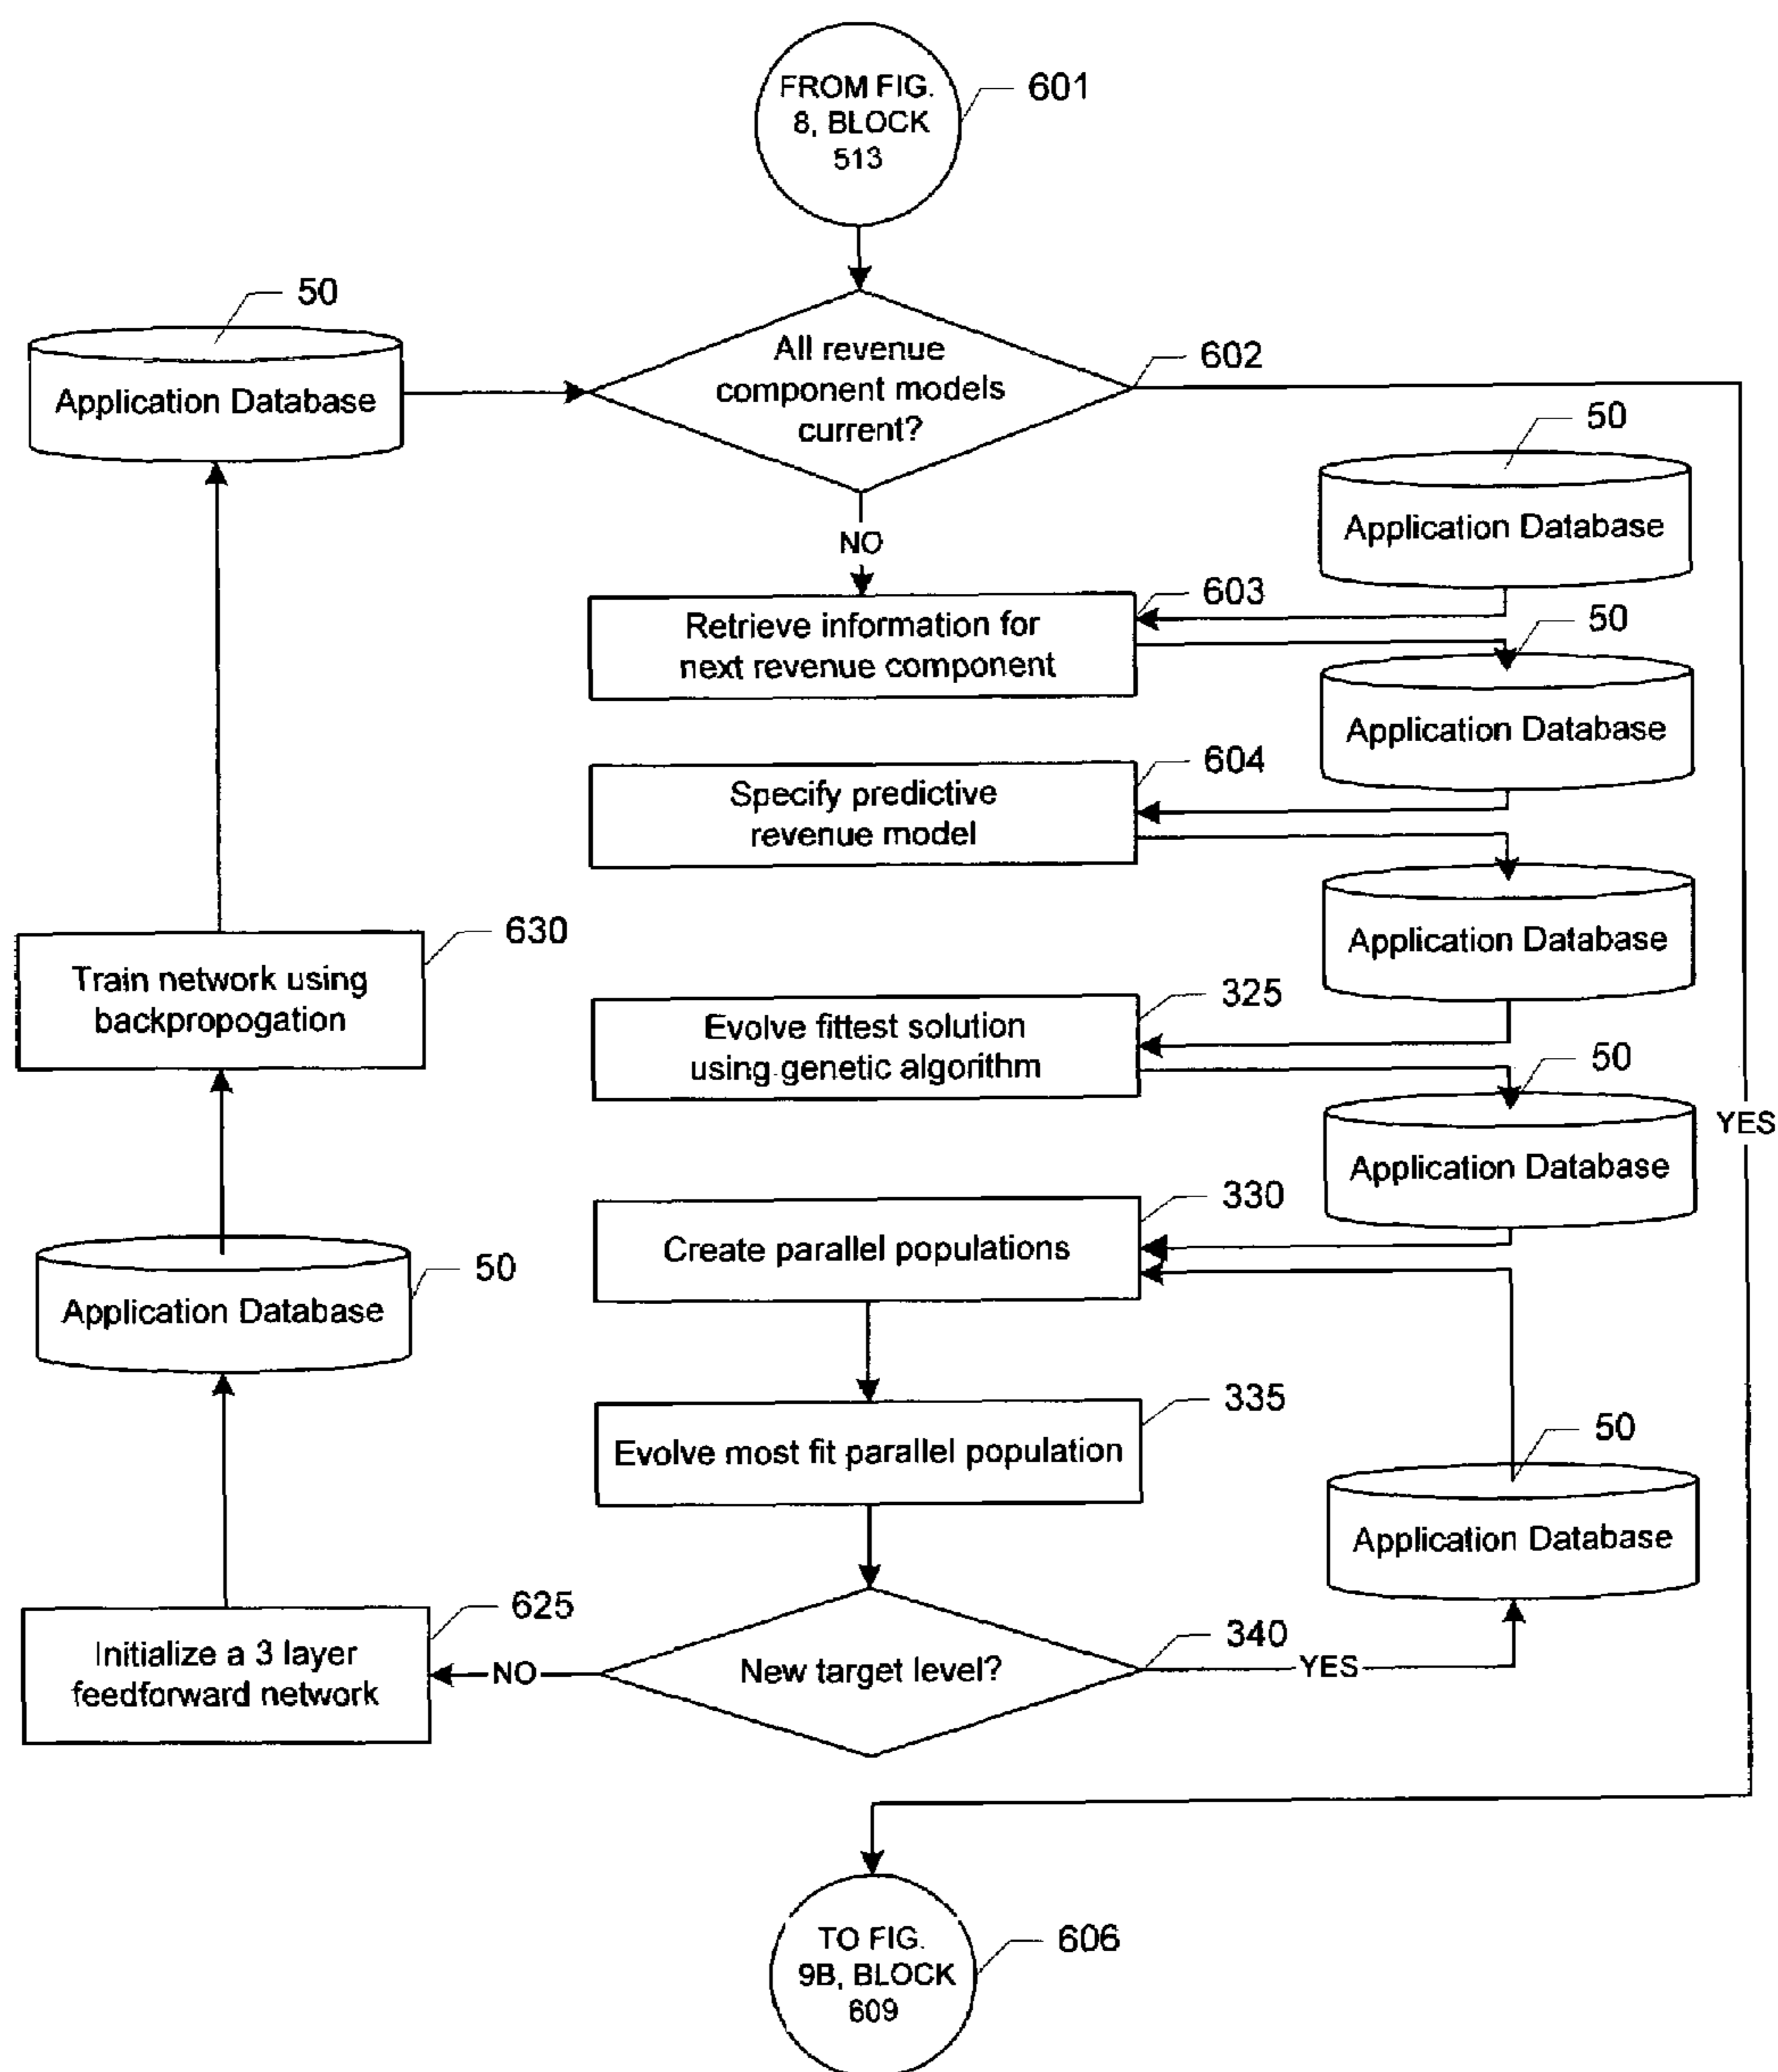 FROM FIG.
8, BLOCK
513
601
50
Application Database
All revenue
component models
current?
602
NO
50
Application Database
603
Retrieve information for
next revenue component
50
Application Database
604
Specify predictive
revenue model
Application Database
630
Train network using
backpropogation
325
Evolve fittest solution
using genetic algorithm
50
Application Database
YES
330
Create parallel populations
50
Application Database
335
Evolve most fit parallel population
50
Application Database
625
Initialize a 3 layer
feedforward network
NO
New target level?
340
YES
TO FIG.
9B, BLOCK
609
606